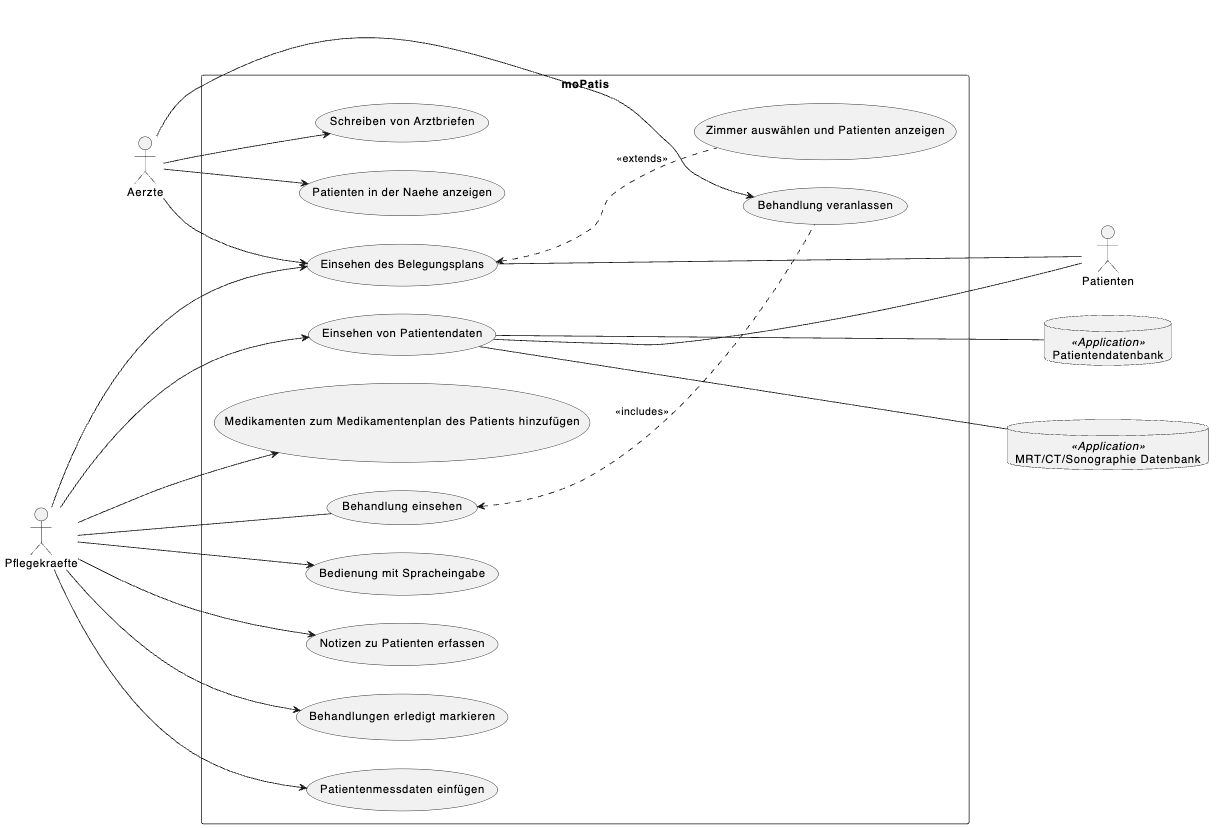 moPatis
Schreiben von Arztbriefen
Zimmer auswählen und Patienten anzeigen
«extends»
Aerzte
Patienten in der Naehe anzeigen
Behandlung veranlassen
Einsehen des Belegungsplans
Patienten
Einsehen von Patientendaten
«Application»
Patientendatenbank
«includes»
Medikamenten zum Medikamentenplan des Patients hinzufügen
«Application»
MRT/CT/Sonographie Datenbank
Behandlung einsehen
Pflegekraefte
Bedienung mit Spracheingabe
Notizen zu Patienten erfassen
Behandlungen erledigt markieren
Patientenmessdaten einfügen